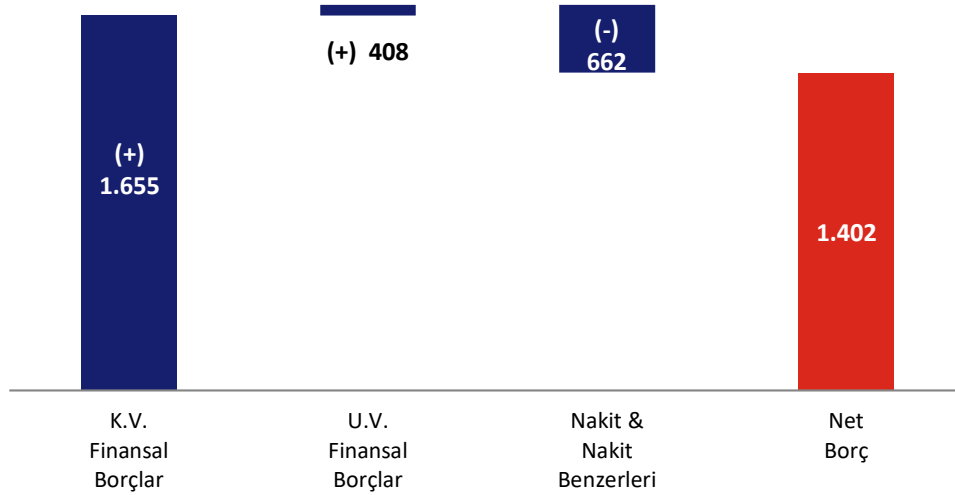 (+)
1.655
(+) 408
(-)
662
1.402
K.V.
Finansal
Borçlar
U.V.
Finansal
Borçlar
Nakit &
Nakit
Benzerleri
Net
Borç